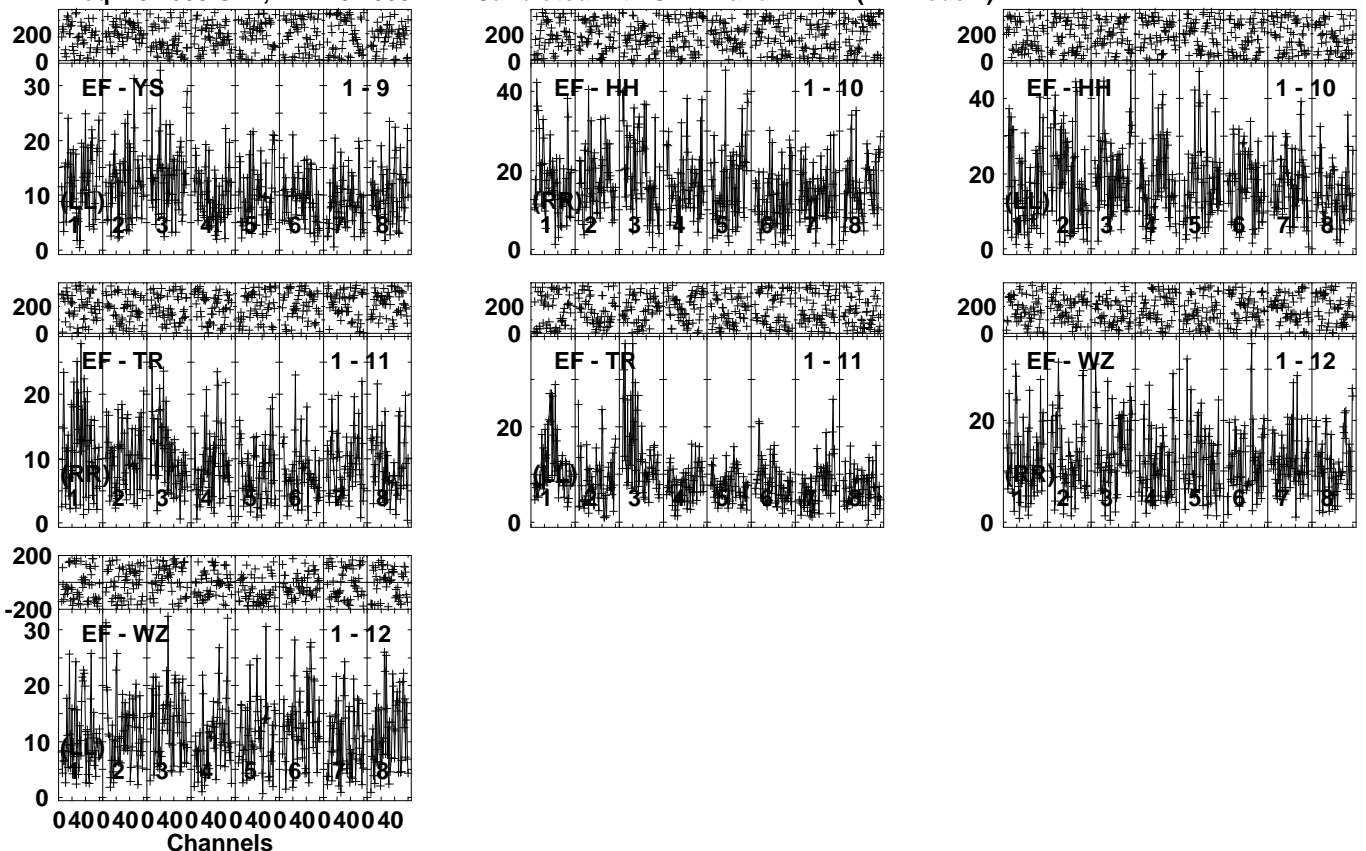 200
0
30
20
10
0
EF - YS 1 - 9
(LL)
1 2 3 4 5 6 7 8
200
0
40
20
0
EF - HH 1 - 10
(RR)
1 2 3 4 5 6 7 8
200
0
40
20
0
EF - HH 1 - 10
(LL)
1 2 3 4 5 6 7 8
200
0
20
10
0
EF - TR 1 - 11
(RR)
1 2 3 4 5 6 7 8
200
0
20
0
EF - TR 1 - 11
(LL)
1 2 3 4 5 6 7 8
200
0
20
0
EF - WZ 1 - 12
(RR)
1 2 3 4 5 6 7 8
200
-200
30
20
10
0
EF - WZ 1 - 12
(LL)
1 2 3 4 5 6 7 8
0 40 0 40 0 40 0 40 0 40 0 40 0 40 0 40
Channels